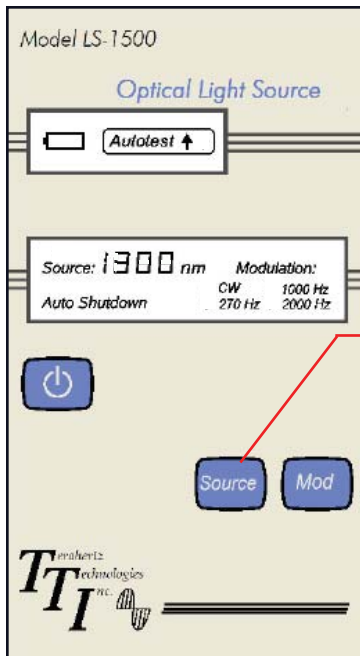 Model LS-1500
Optical Light Source
Autotest
Source: 1300 nm Modulation:
CW 1000 Hz
Auto Shutdown 270 Hz 2000 Hz
Source Mod
Terahertz
Technologies
Inc.